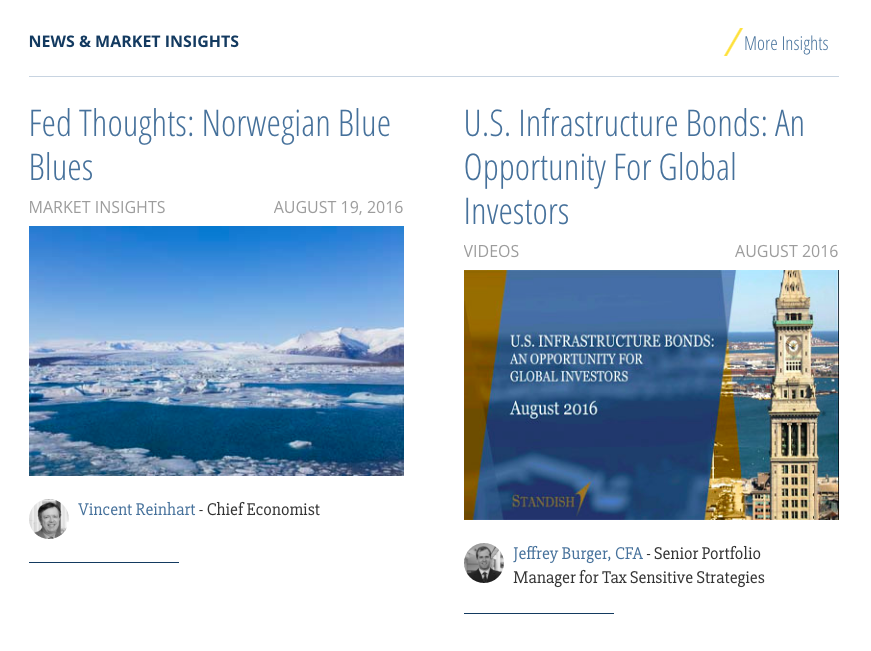 NEWS & MARKET INSIGHTS
More Insights
Fed Thoughts: Norwegian Blue
Blues
MARKET INSIGHTS AUGUST 19, 2016
Vincent Reinhart - Chief Economist
U.S. Infrastructure Bonds: An
Opportunity For Global
Investors
VIDEOS AUGUST 2016
U.S. INFRASTRUCTURE BONDS:
AN OPPORTUNITY FOR
GLOBAL INVESTORS
August 2016
STANDISH
Jeffrey Burger, CFA - Senior Portfolio
Manager for Tax Sensitive Strategies